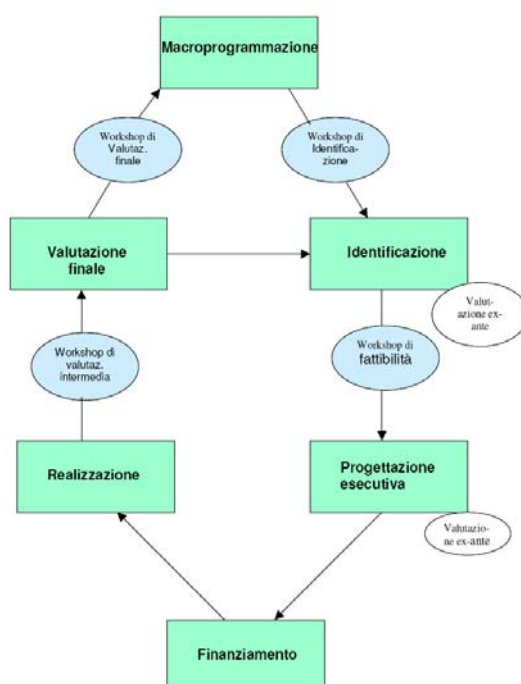 Macroprogrammazione
Workshop di
Valutaz.
finale
Workshop di
Identifica-
zione
Valutazione
finale
Identificazione
Valut-
azione ex-
ante
Workshop di
valutaz.
intermedia
Workshop di
fattibilità
Realizzazione
Progettazione
esecutiva
Valutazio-
ne ex-ante
Finanziamento